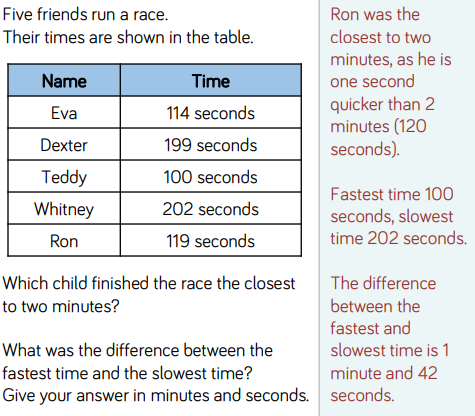 Five friends run a race.
Their times are shown in the table.
Name Time
Eva 114 seconds
Dexter 199 seconds
Teddy 100 seconds
Whitney 202 seconds
Ron 119 seconds
Which child finished the race the closest
to two minutes?
What was the difference between the
fastest time and the slowest time?
Give your answer in minutes and seconds.
Ron was the
closest to two
minutes, as he is
one second
quicker than 2
minutes (120
seconds).
Fastest time 100
seconds, slowest
time 202 seconds.
The difference
between the
fastest and
slowest time is 1
minute and 42
seconds.